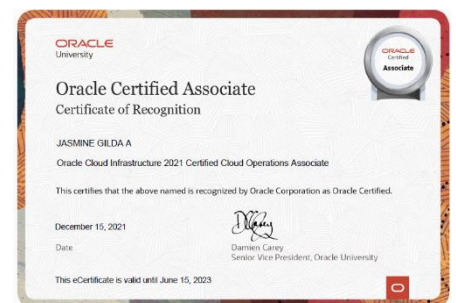 ORACLE
University
ORACLE
Certified
Associate
Oracle Certified Associate
Certificate of Recognition
JASMINE GILDA A
Oracle Cloud Infrastructure 2021 Certified Cloud Operations Associate
This certifies that the above named is recognized by Oracle Corporation as Oracle Certified.
December 15, 2021
Date
Damien Carey
Senior Vice President, Oracle University
This eCertificate is valid until June 15, 2023